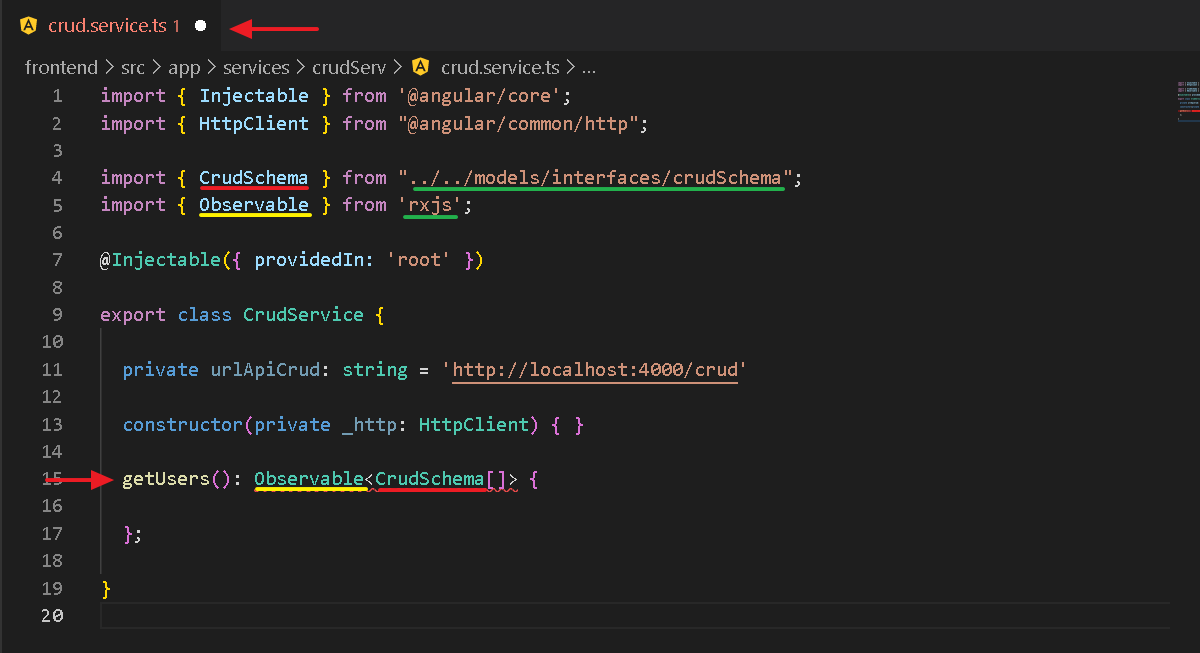 crud.service.ts 1
frontend > src > app > services > crudServ > crud.service.ts > ...
1 import { Injectable } from '@angular/core';
2 import { HttpClient } from "@angular/common/http";
3
4 import { CrudSchema } from "../../models/interfaces/crudSchema";
5 import { Observable } from 'rxjs';
6
7 @Injectable({ providedIn: 'root' })
8
9 export class CrudService {
10
11 private urlApiCrud: string = 'http://localhost:4000/crud'
12
13 constructor(private _http: HttpClient) { }
14
15 getUsers(): Observable<CrudSchema[]> {
16
17 };
18
19 }
20